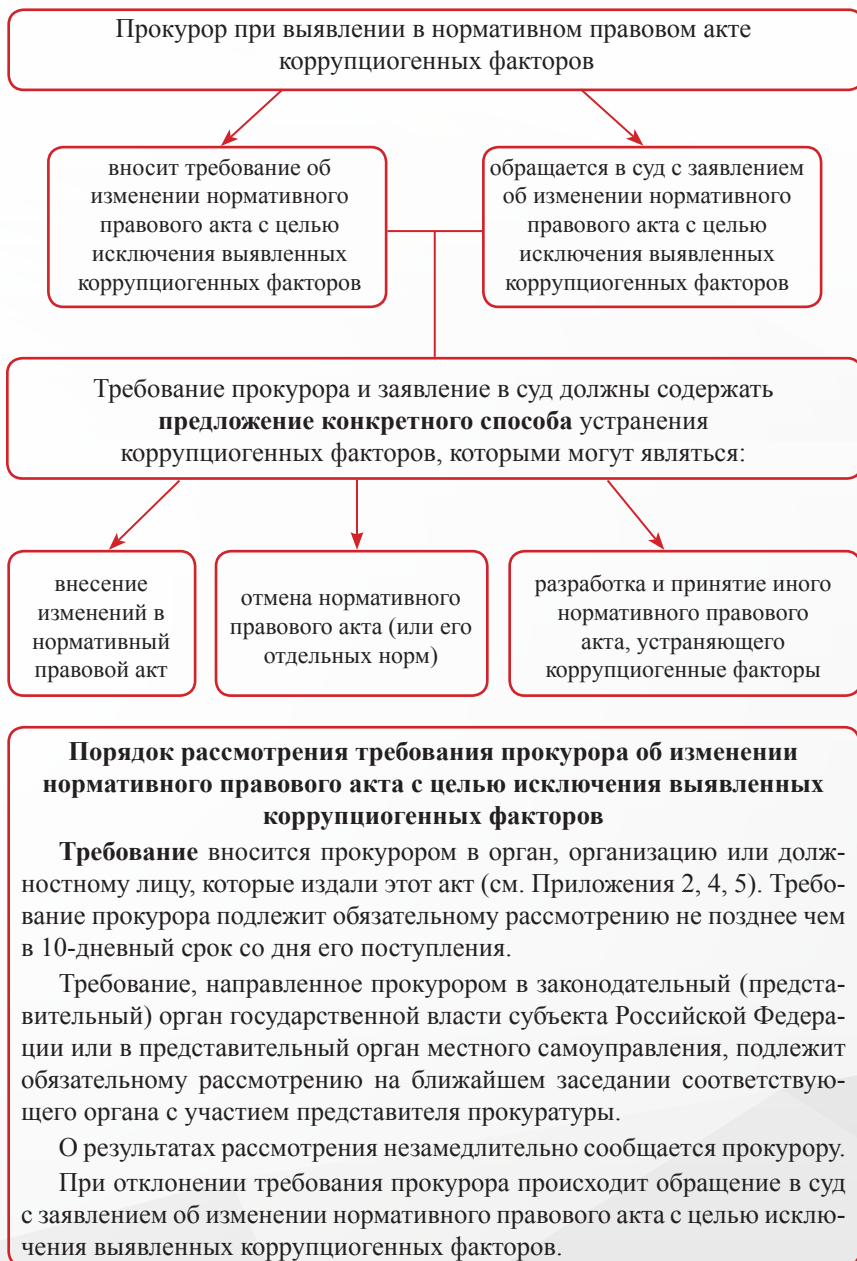 Прокурор при выявлении в нормативном правовом акте
коррупциогенных факторов
вносит требование об
изменении нормативного
правового акта с целью
исключения выявленных
коррупциогенных факторов
обращается в суд с заявлением
об изменении нормативного
правового акта с целью
исключения выявленных
коррупциогенных факторов
Требование прокурора и заявление в суд должны содержать
предложение конкретного способа устранения
коррупциогенных факторов, которыми могут являться:
внесение
изменений в
нормативный
правовой акт
отмена нормативного
правового акта (или его
отдельных норм)
разработка и принятие иного
нормативного правового
акта, устраняющего
коррупциогенные факторы
Порядок рассмотрения требования прокурора об изменении
нормативного правового акта с целью исключения выявленных
коррупциогенных факторов
Требование вносится прокурором в орган, организацию или долж-
ностному лицу, которые издали этот акт (см. Приложения 2, 4, 5). Требо-
вание прокурора подлежит обязательному рассмотрению не позднее чем
в 10-дневный срок со дня его поступления.
Требование, направленное прокурором в законодательный (предста-
вительный) орган государственной власти субъекта Российской Федера-
ции или в представительный орган местного самоуправления, подлежит
обязательному рассмотрению на ближайшем заседании соответствую-
щего органа с участием представителя прокуратуры.
О результатах рассмотрения незамедлительно сообщается прокурору.
При отклонении требования прокурора происходит обращение в суд
с заявлением об изменении нормативного правового акта с целью исклю-
чения выявленных коррупциогенных факторов.